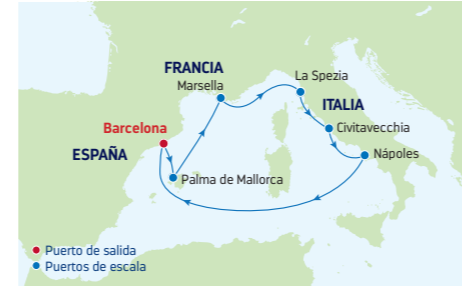 FRANCIA
Marsella
La Spezia
ITALIA
Civitavecchia
Barcelona
ESPAÑA
Nápoles
Palma de Mallorca
Puerto de salida
Puertos de escala